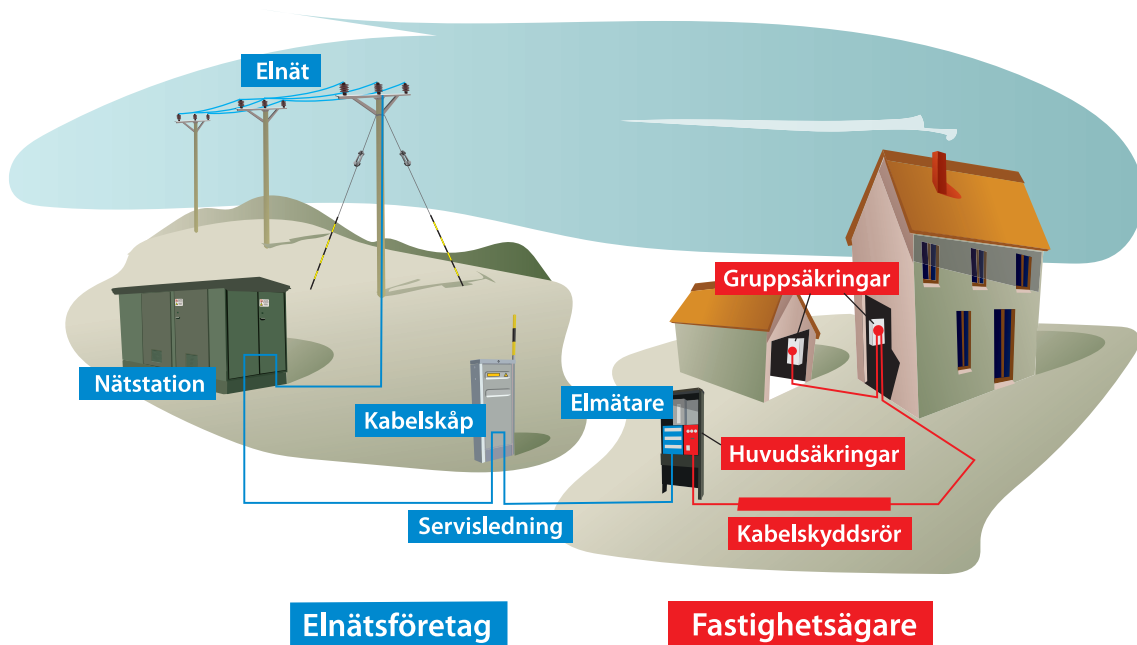 Elnät
Gruppsäkringar
Nätstation
Kabelskåp
Elmätare
Huvudsäkringar
Servisledning
Kabelskyddsrör
Elnätsföretag
Fastighetsägare